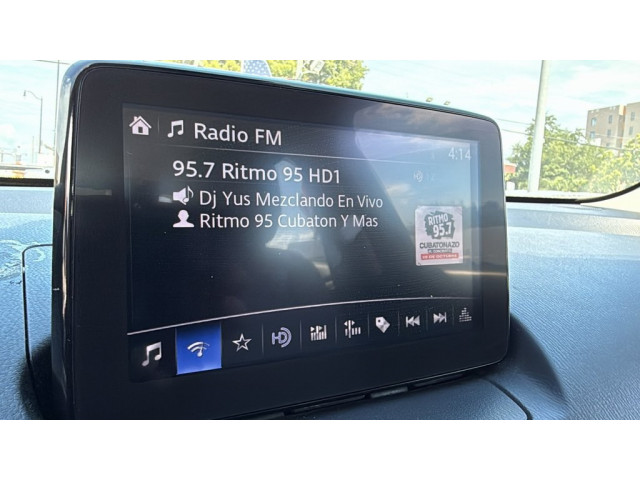 Radio FM
4:14
95.7 Ritmo 95 HD1
Dj Yus Mezclando En Vivo
Ritmo 95 Cubaton Y Mas
RITMO
95.7
CUBATONAZO
HD